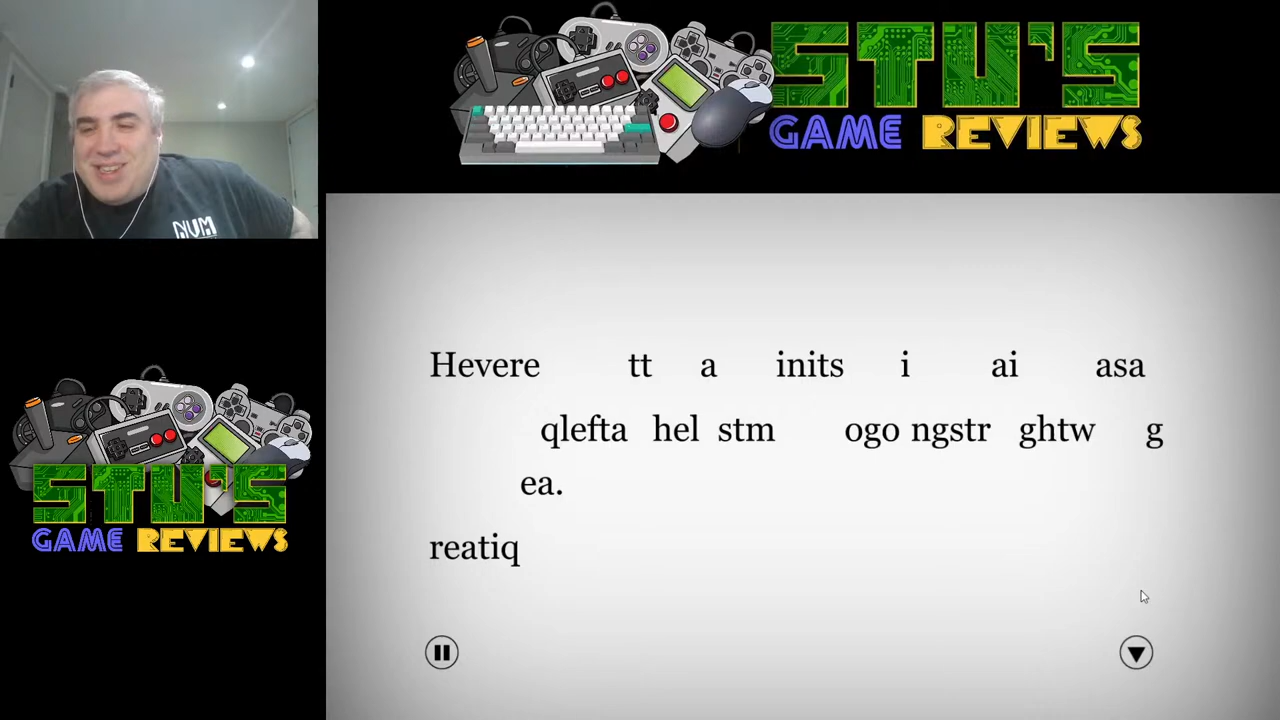 STU'S
GAME REVIEWS
NVM
Hevere tt a inits i ai asa
qlefta hel stm ogo ngstr ghtw g
ea.
reatiq
STU'S
GAME REVIEWS